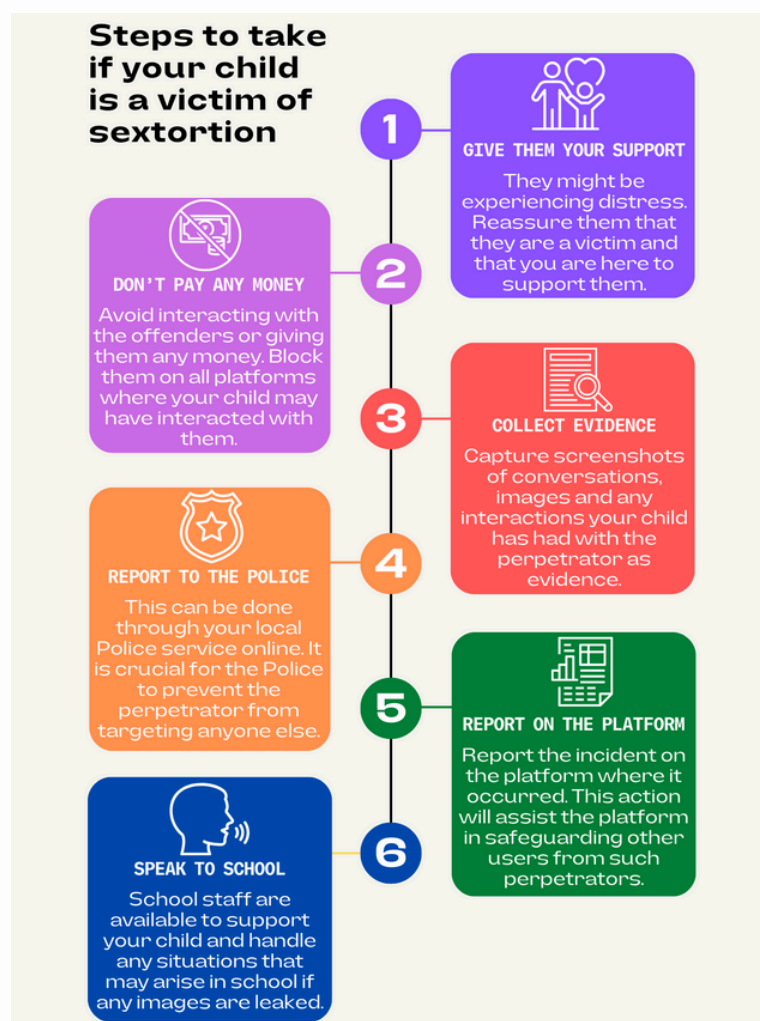 Steps to take
if your child
is a victim of
sextortion
1
GIVE THEM YOUR SUPPORT
They might be
experiencing distress.
Reassure them that
they are a victim and
that you are here to
support them.
2
DON'T PAY ANY MONEY
Avoid interacting with
the offenders or giving
them any money. Block
them on all platforms
where your child may
have interacted with
them.
3
COLLECT EVIDENCE
Capture screenshots
of conversations,
images and any
interactions your child
has had with the
perpetrator as
evidence.
4
REPORT TO THE POLICE
This can be done
through your local
Police service online. It
is crucial for the Police
to prevent the
perpetrator from
targeting anyone else.
5
REPORT ON THE PLATFORM
Report the incident on
the platform where it
occurred. This action
will assist the platform
in safeguarding other
users from such
perpetrators.
6
SPEAK TO SCHOOL
School staff are
available to support
your child and handle
any situations that
may arise in school if
any images are leaked.